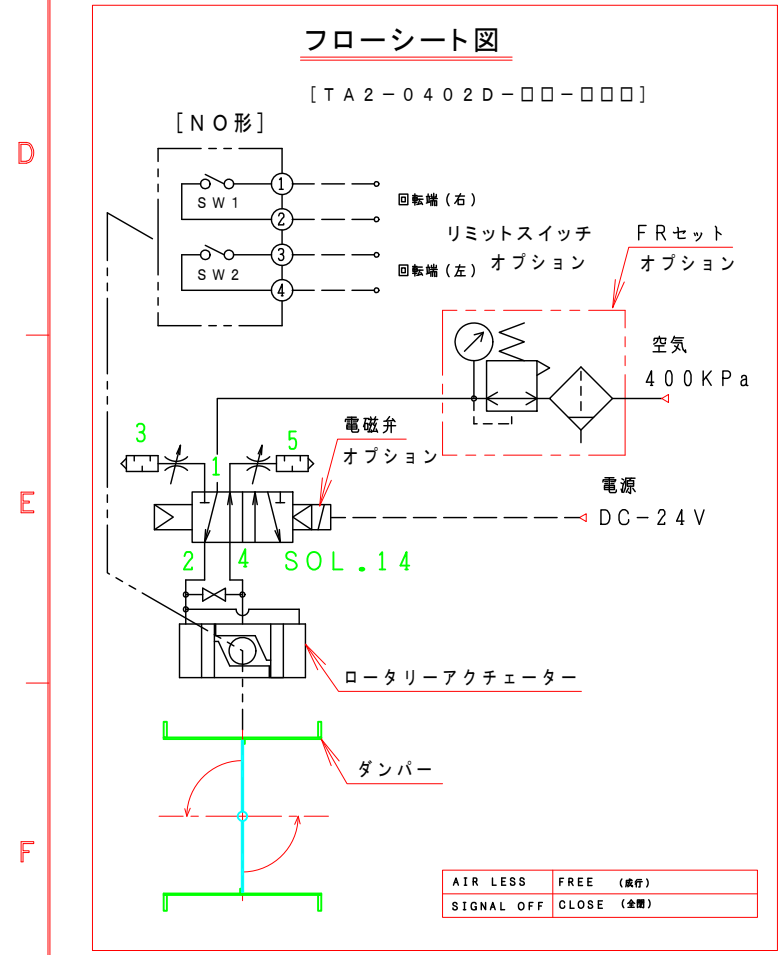 フローシート図
[TA2-0402D-□□-□□□]
[NO形]
D
SW1
1
2
回転端(右)
SW2
3
4
回転端(左)
リミットスイッチ
オプション
FRセット
オプション
空気
400KPa
電磁弁
オプション
3
1
5
電源
DC-24V
E
2
4
SOL.14
ロータリーアクチェーター
ダンパー
F
AIR LESS FREE (成行)
SIGNAL OFF CLOSE (全閉)